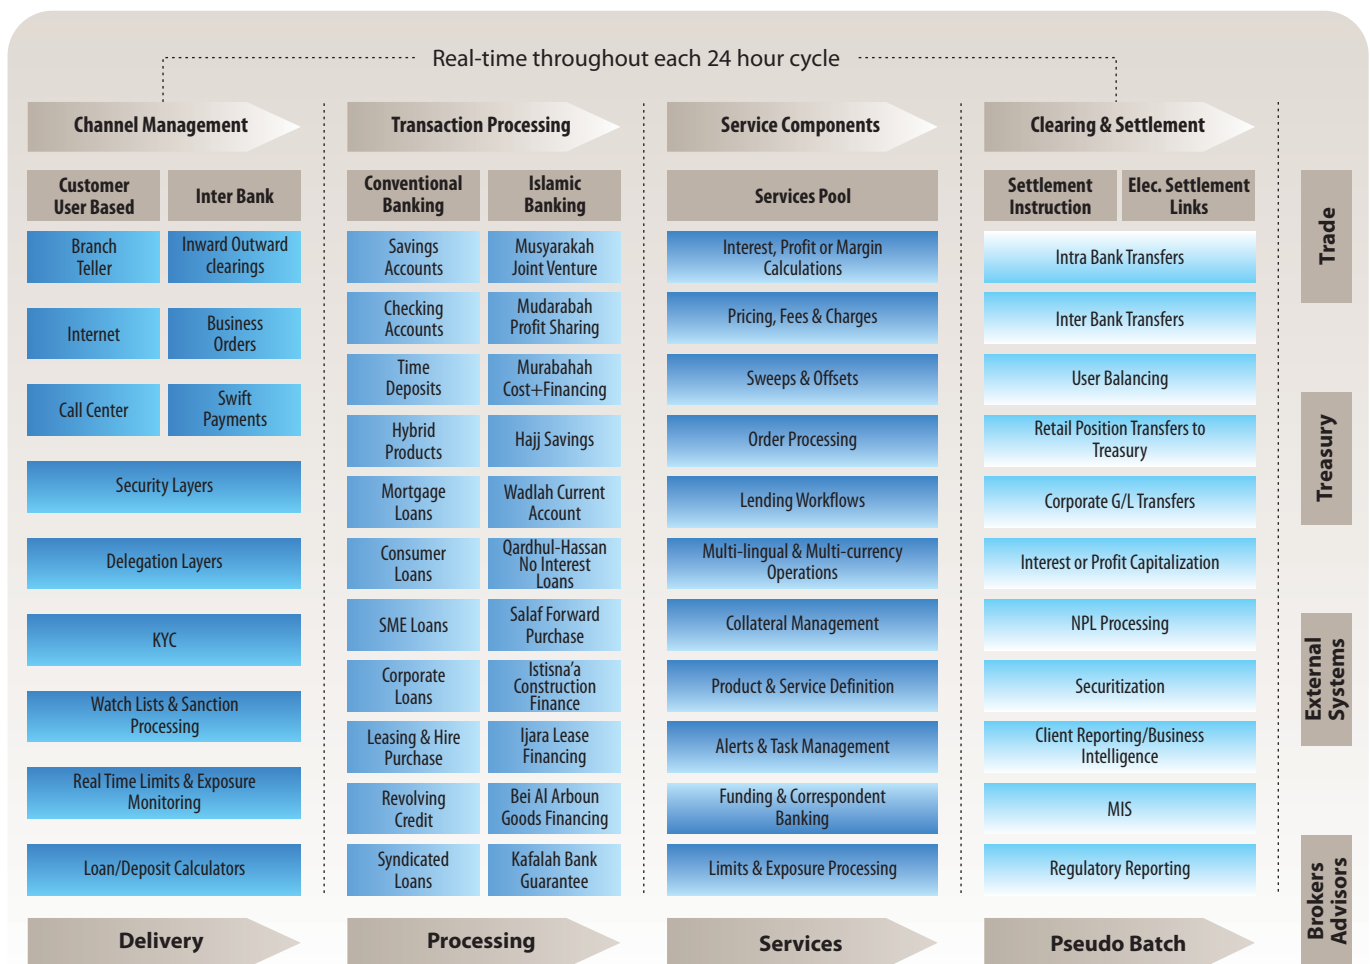 Real-time throughout each 24 hour cycle
Channel Management
Customer
User Based
Inter Bank
Branch
Teller
Inward Outward
clearings
Internet
Business
Orders
Call Center
Swift
Payments
Security Layers
Delegation Layers
KYC
Watch Lists & Sanction
Processing
Real Time Limits & Exposure
Monitoring
Loan/Deposit Calculators
Delivery
Transaction Processing
Conventional
Banking
Islamic
Banking
Savings
Accounts
Musyarakah
Joint Venture
Checking
Accounts
Mudarabah
Profit Sharing
Time
Deposits
Murabahah
Cost+Financing
Hybrid
Products
Hajj Savings
Mortgage
Loans
Wadlah Current
Account
Consumer
Loans
Qardhul-Hassan
No Interest
Loans
SME Loans
Salaf Forward
Purchase
Corporate
Loans
Istisna'a
Construction
Finance
Leasing & Hire
Purchase
Ijara Lease
Financing
Revolving
Credit
Bei Al Arboun
Goods Financing
Syndicated
Loans
Kafalah Bank
Guarantee
Processing
Service Components
Services Pool
Interest, Profit or Margin
Calculations
Pricing, Fees & Charges
Sweeps & Offsets
Order Processing
Lending Workflows
Multi-lingual & Multi-currency
Operations
Collateral Management
Product & Service Definition
Alerts & Task Management
Funding & Correspondent
Banking
Limits & Exposure Processing
Services
Clearing & Settlement
Settlement
Instruction
Elec. Settlement
Links
Intra Bank Transfers
Inter Bank Transfers
User Balancing
Retail Position Transfers to
Treasury
Corporate G/L Transfers
Interest or Profit Capitalization
NPL Processing
Securitization
Client Reporting/Business
Intelligence
MIS
Regulatory Reporting
Pseudo Batch
Trade
Treasury
External
Systems
Brokers
Advisors